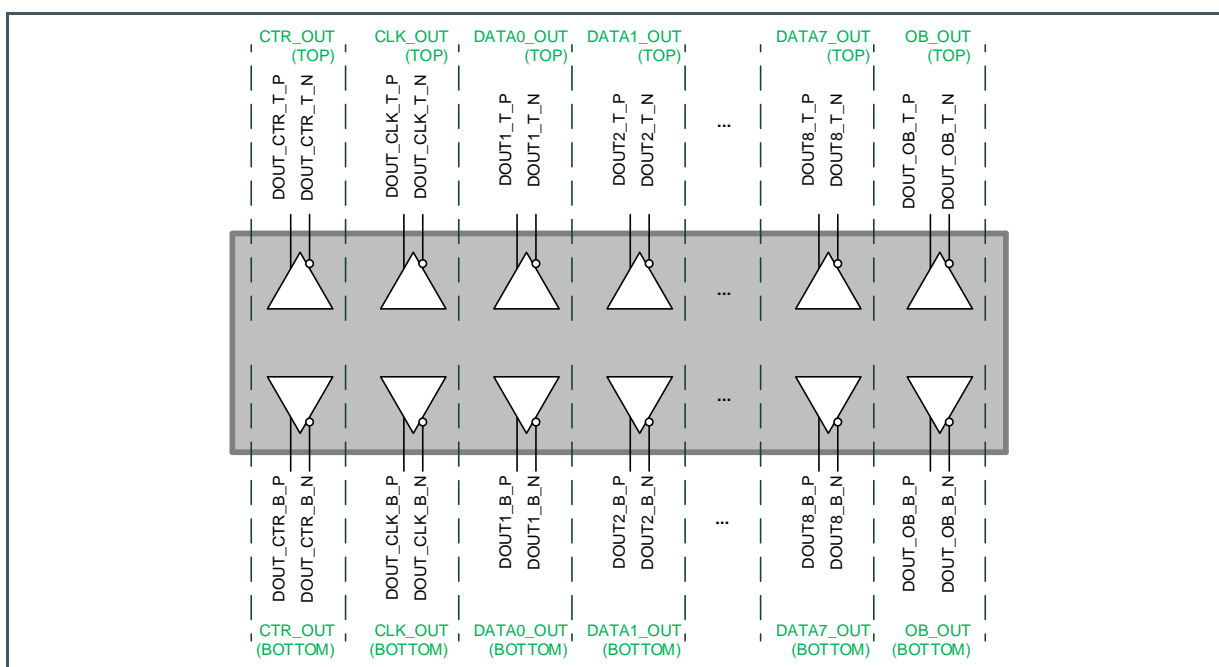 CTR_OUT
(TOP)
CLK_OUT
(TOP)
DATA0_OUT
(TOP)
DATA1_OUT
(TOP)
DATA7_OUT
(TOP)
OB_OUT
(TOP)
DOUT_CTR_T_P
DOUT_CTR_T_N
DOUT_CLK_T_P
DOUT_CLK_T_N
DOUT1_T_P
DOUT1_T_N
DOUT2_T_P
DOUT2_T_N
...
DOUT8_T_P
DOUT8_T_N
DOUT_OB_T_P
DOUT_OB_T_N
...
...
DOUT_CTR_B_P
DOUT_CTR_B_N
DOUT_CLK_B_P
DOUT_CLK_B_N
DOUT1_B_P
DOUT1_B_N
DOUT2_B_P
DOUT2_B_N
...
DOUT8_B_P
DOUT8_B_N
DOUT_OB_B_P
DOUT_OB_B_N
CTR_OUT
(BOTTOM)
CLK_OUT
(BOTTOM)
DATA0_OUT
(BOTTOM)
DATA1_OUT
(BOTTOM)
DATA7_OUT
(BOTTOM)
OB_OUT
(BOTTOM)